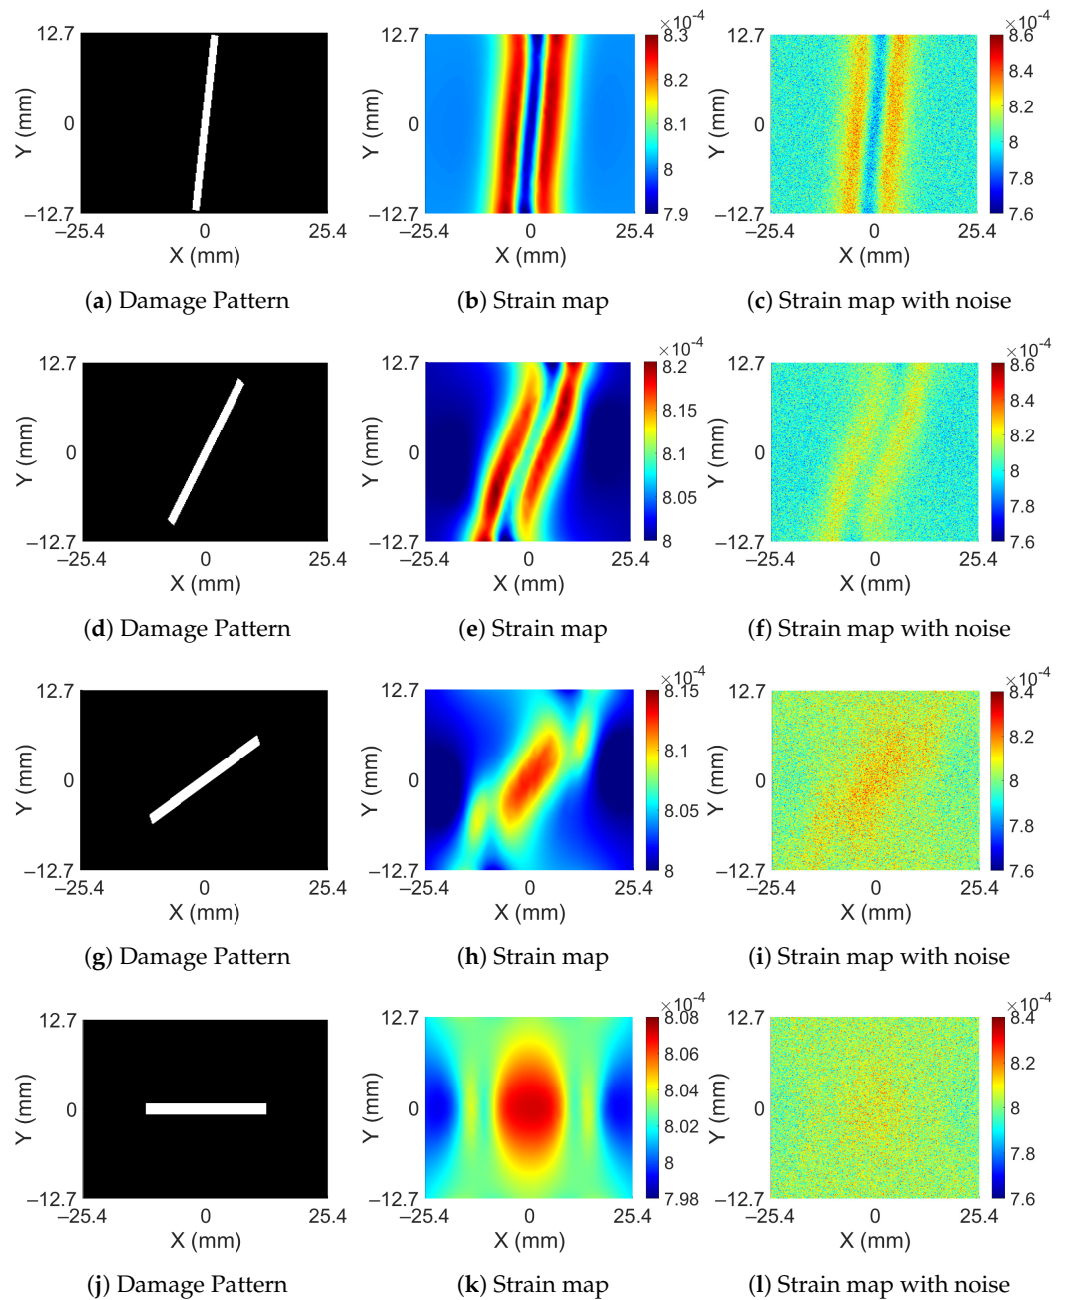 ×10⁻⁴ ×10⁻⁴
12.7 12.7 8.3 12.7 8.6
8.2 8.4
Y (mm) 0 Y (mm) 0 8.1 Y (mm) 0 8.2
8
8 7.8
−12.7 −12.7 7.9 −12.7 7.6
−25.4 0 25.4 −25.4 0 25.4 −25.4 0 25.4
X (mm) X (mm) X (mm)
(a) Damage Pattern (b) Strain map (c) Strain map with noise
×10⁻⁴ ×10⁻⁴
12.7 12.7 8.2 12.7 8.6
8.15 8.4
Y (mm) 0 Y (mm) 0 8.1 Y (mm) 0 8.2
8
8.05 7.8
−12.7 −12.7 8 −12.7 7.6
−25.4 0 25.4 −25.4 0 25.4 −25.4 0 25.4
X (mm) X (mm) X (mm)
(d) Damage Pattern (e) Strain map (f) Strain map with noise
×10⁻⁴ ×10⁻⁴
12.7 12.7 8.15 12.7 8.4
8.2
8.1
Y (mm) 0 Y (mm) 0 Y (mm) 0 8
8.05
7.8
−12.7 −12.7 8 −12.7 7.6
−25.4 0 25.4 −25.4 0 25.4 −25.4 0 25.4
X (mm) X (mm) X (mm)
(g) Damage Pattern (h) Strain map (i) Strain map with noise
×10⁻⁴ ×10⁻⁴
12.7 12.7 8.08 12.7 8.4
8.06
8.2
8.04
Y (mm) 0 Y (mm) 0 Y (mm) 0 8
8.02
8 7.8
−12.7 −12.7 7.98 −12.7 7.6
−25.4 0 25.4 −25.4 0 25.4 −25.4 0 25.4
X (mm) X (mm) X (mm)
(j) Damage Pattern (k) Strain map (l) Strain map with noise